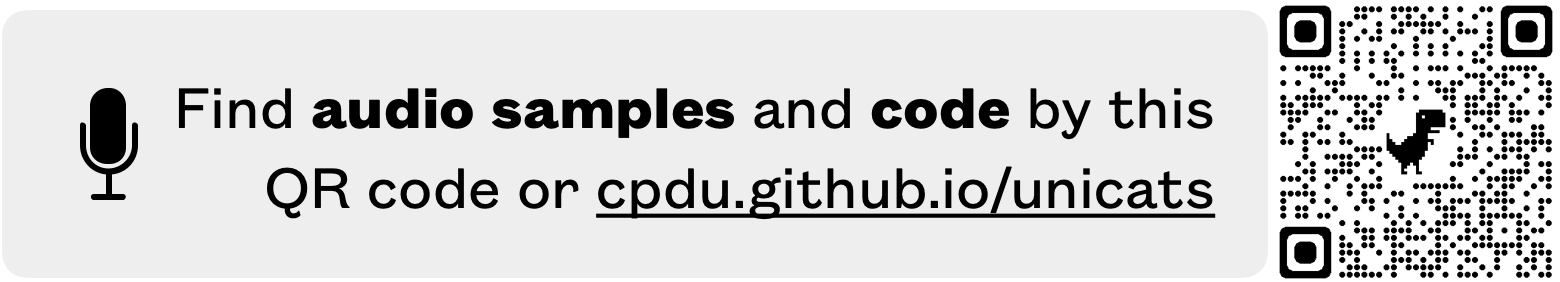 Find audio samples and code by this
QR code or cpdu.github.io/unicats